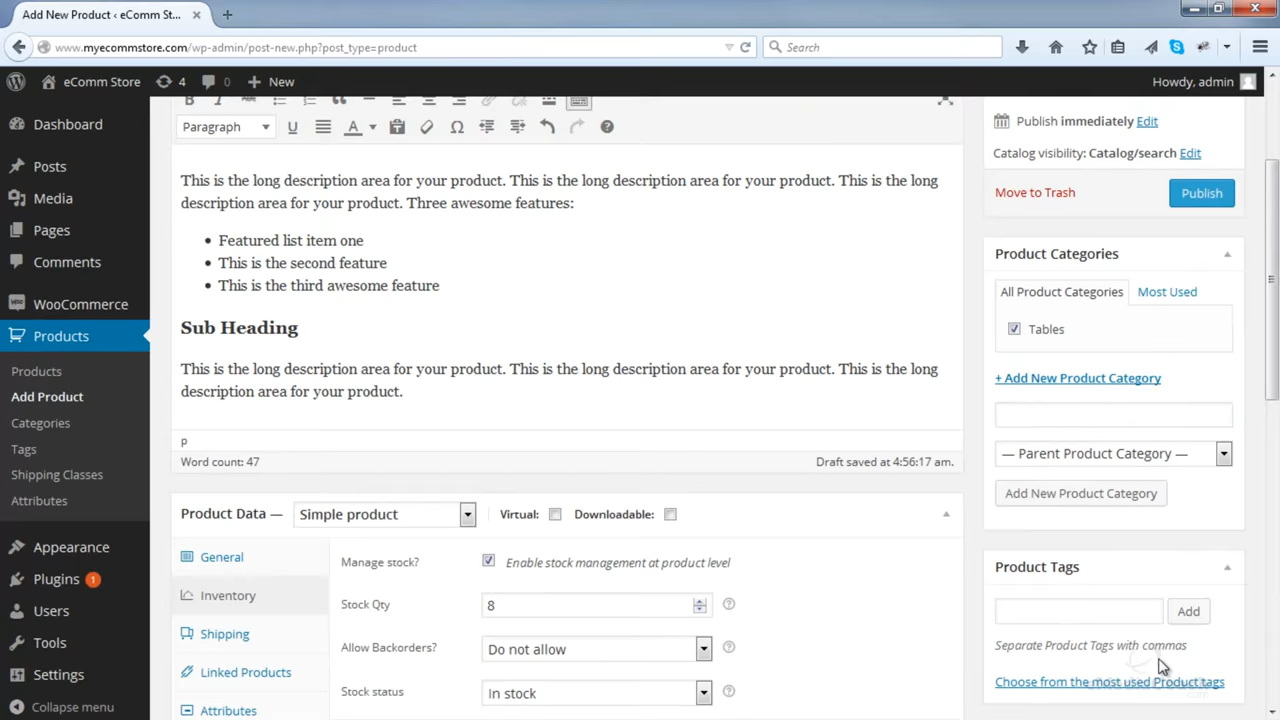 Add New Product ‹ eComm St...
www.myecommstore.com/wp-admin/post-new.php?post_type=product
Search
eComm Store
4
0
New
Howdy, admin
Dashboard
Posts
Media
Pages
Comments
WooCommerce
Products
Products
Add Product
Categories
Tags
Shipping Classes
Attributes
Appearance
Plugins 1
Users
Tools
Settings
Collapse menu
Paragraph
This is the long description area for your product. This is the long description area for your product. This is the long
description area for your product. Three awesome features:
Featured list item one
This is the second feature
This is the third awesome feature
Sub Heading
This is the long description area for your product. This is the long description area for your product. This is the long
description area for your product.
p
Word count: 47
Draft saved at 4:56:17 am.
Product Data —
Simple product
Virtual:
Downloadable:
General
Inventory
Shipping
Linked Products
Attributes
Manage stock?
Enable stock management at product level
Stock Qty
8
Allow Backorders?
Do not allow
Stock status
In stock
Publish immediately Edit
Catalog visibility: Catalog/search Edit
Move to Trash
Publish
Product Categories
All Product Categories
Most Used
Tables
+ Add New Product Category
— Parent Product Category —
Add New Product Category
Product Tags
Add
Separate Product Tags with commas
Choose from the most used Product tags